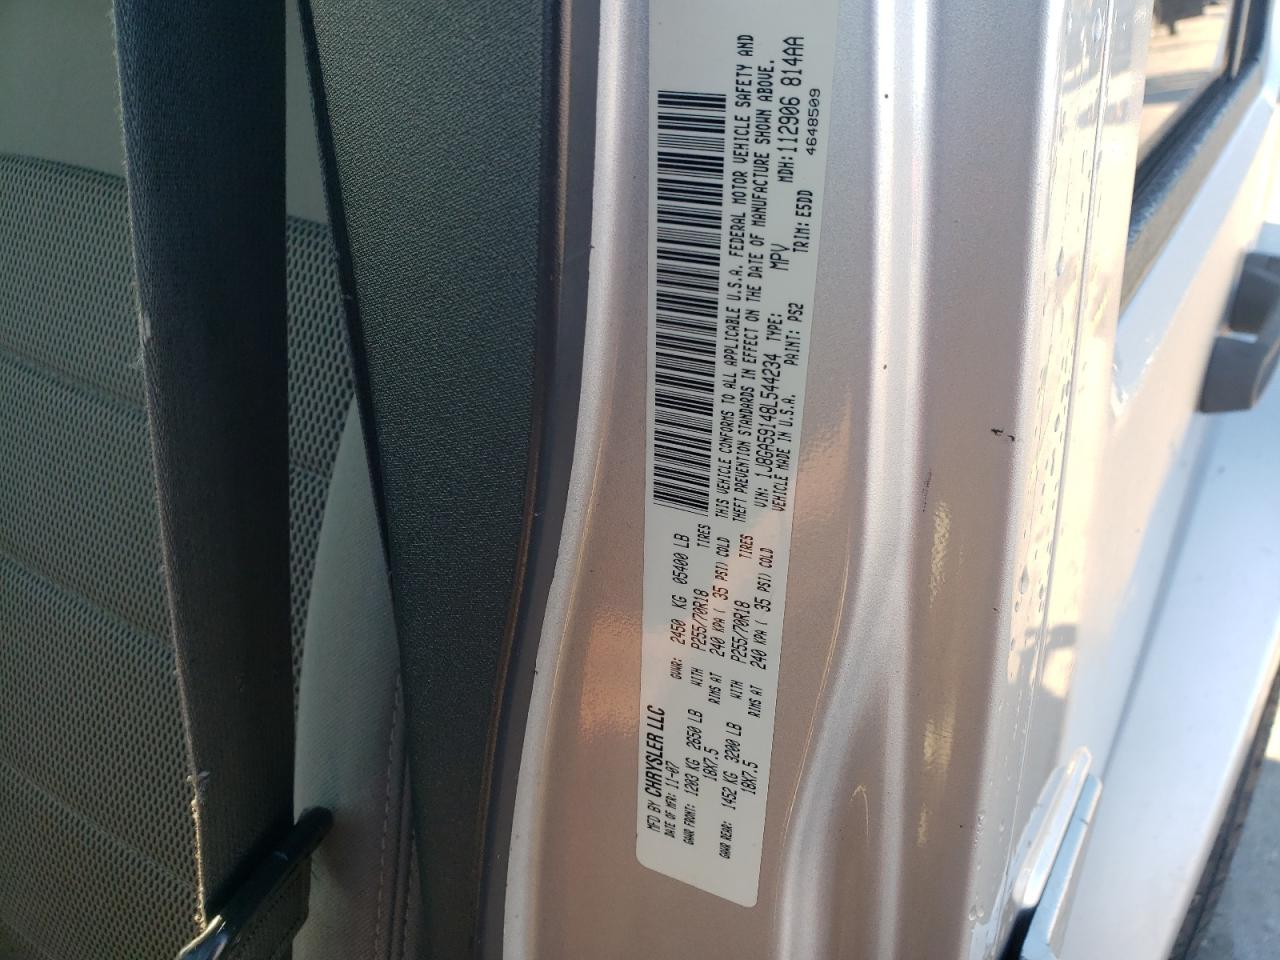 MFD BY CHRYSLER LLC
DATE OF MFR: 11-07 GVWR: 2450 KG 05400 LB
GAWR FRONT: 1203 KG 2650 LB WITH P255/70R18 TIRES
18X7.5 RIMS AT 240 KPA ( 35 PSI) COLD
GAWR REAR: 1452 KG 3200 LB WITH P255/70R18 TIRES
18X7.5 RIMS AT 240 KPA ( 35 PSI) COLD
THIS VEHICLE CONFORMS TO ALL APPLICABLE U.S.A. FEDERAL MOTOR VEHICLE SAFETY AND
THEFT PREVENTION STANDARDS IN EFFECT ON THE DATE OF MANUFACTURE SHOWN ABOVE.
VIN: 1J8GA59148L544234 TYPE: MPV MDH: 112906 814AA
VEHICLE MADE IN U.S.A. PAINT: PS2 TRIM: E5DD 4648509